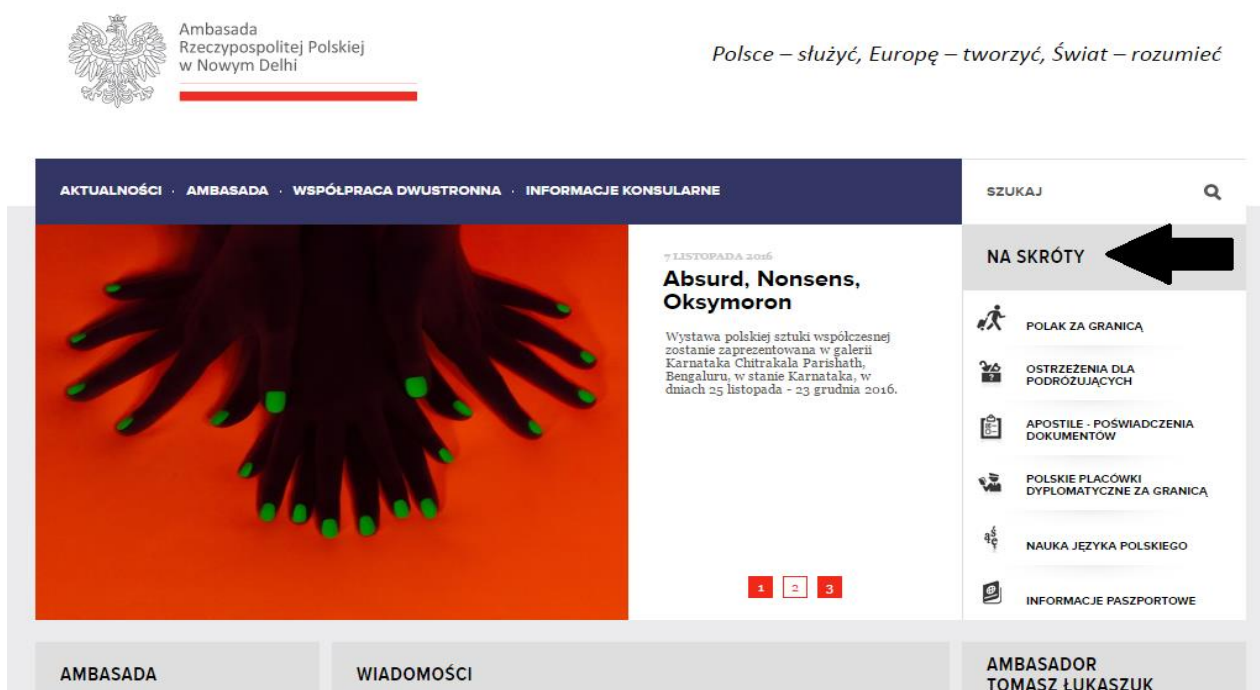 Ambasada
Rzeczypospolitej Polskiej
w Nowym Delhi
Polsce – służyć, Europę – tworzyć, Świat – rozumieć
AKTUALNOŚCI · AMBASADA · WSPÓŁPRACA DWUSTRONNA · INFORMACJE KONSULARNE
SZUKAJ
7 LISTOPADA 2016
Absurd, Nonsens,
Oksymoron
Wystawa polskiej sztuki współczesnej
zostanie zaprezentowana w galerii
Karnataka Chitrakala Parishath,
Bengaluru, w stanie Karnataka, w
dniach 25 listopada - 23 grudnia 2016.
1 2 3
NA SKRÓTY
POLAK ZA GRANICĄ
OSTRZEŻENIA DLA
PODRÓŻUJĄCYCH
APOSTILE - POŚWIADCZENIA
DOKUMENTÓW
POLSKIE PLACÓWKI
DYPLOMATYCZNE ZA GRANICĄ
NAUKA JĘZYKA POLSKIEGO
INFORMACJE PASZPORTOWE
AMBASADA
WIADOMOŚCI
AMBASADOR
TOMASZ ŁUKASZUK